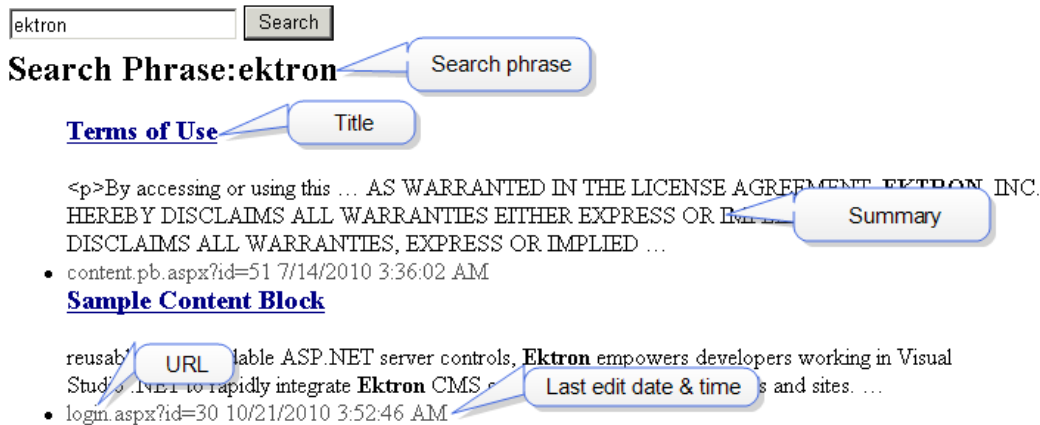 ektron Search
Search Phrase:ektron
Search phrase
Terms of Use
Title
<p>By accessing or using this … AS WARRANTED IN THE LICENSE AGREEMENT, EKTRON, INC.
HEREBY DISCLAIMS ALL WARRANTIES EITHER EXPRESS OR
Summary
DISCLAIMS ALL WARRANTIES, EXPRESS OR IMPLIED …
content.pb.aspx?id=51 7/14/2010 3:36:02 AM
Sample Content Block
ASP.NET server controls, Ektron empowers developers working in Visual
URL
.NET to rapidly integrate Ektron CMS and sites. …
Last edit date & time
login.aspx?id=30 10/21/2010 3:52:46 AM